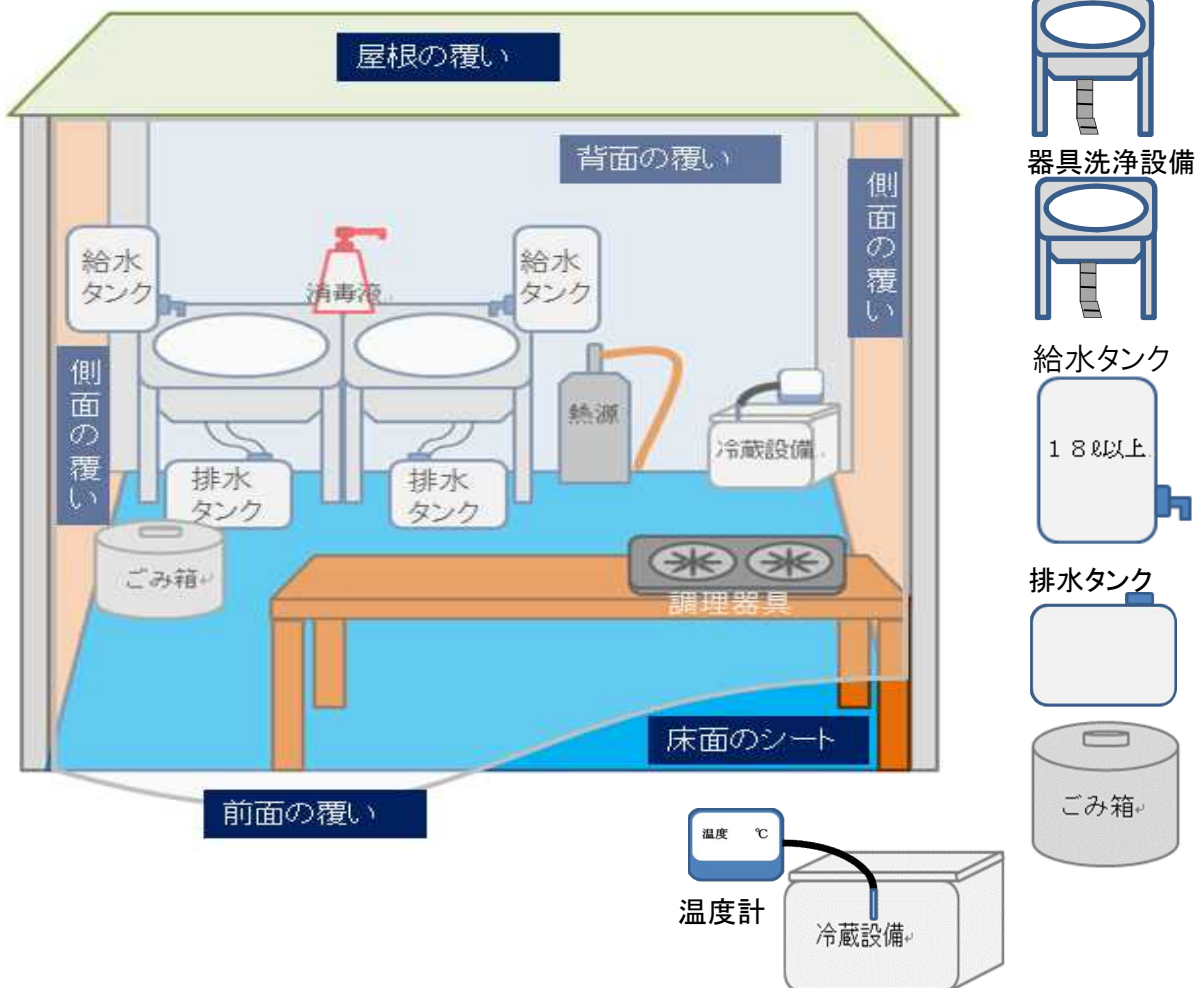 屋根の覆い
背面の覆い
側面の覆い
給水
タンク
消毒液
給水
タンク
側面の覆い
熱源
冷蔵設備
排水
タンク
排水
タンク
ごみ箱
調理器具
床面のシート
前面の覆い
器具洗浄設備
給水タンク
18ℓ以上
排水タンク
ごみ箱
温度 ℃
温度計
冷蔵設備